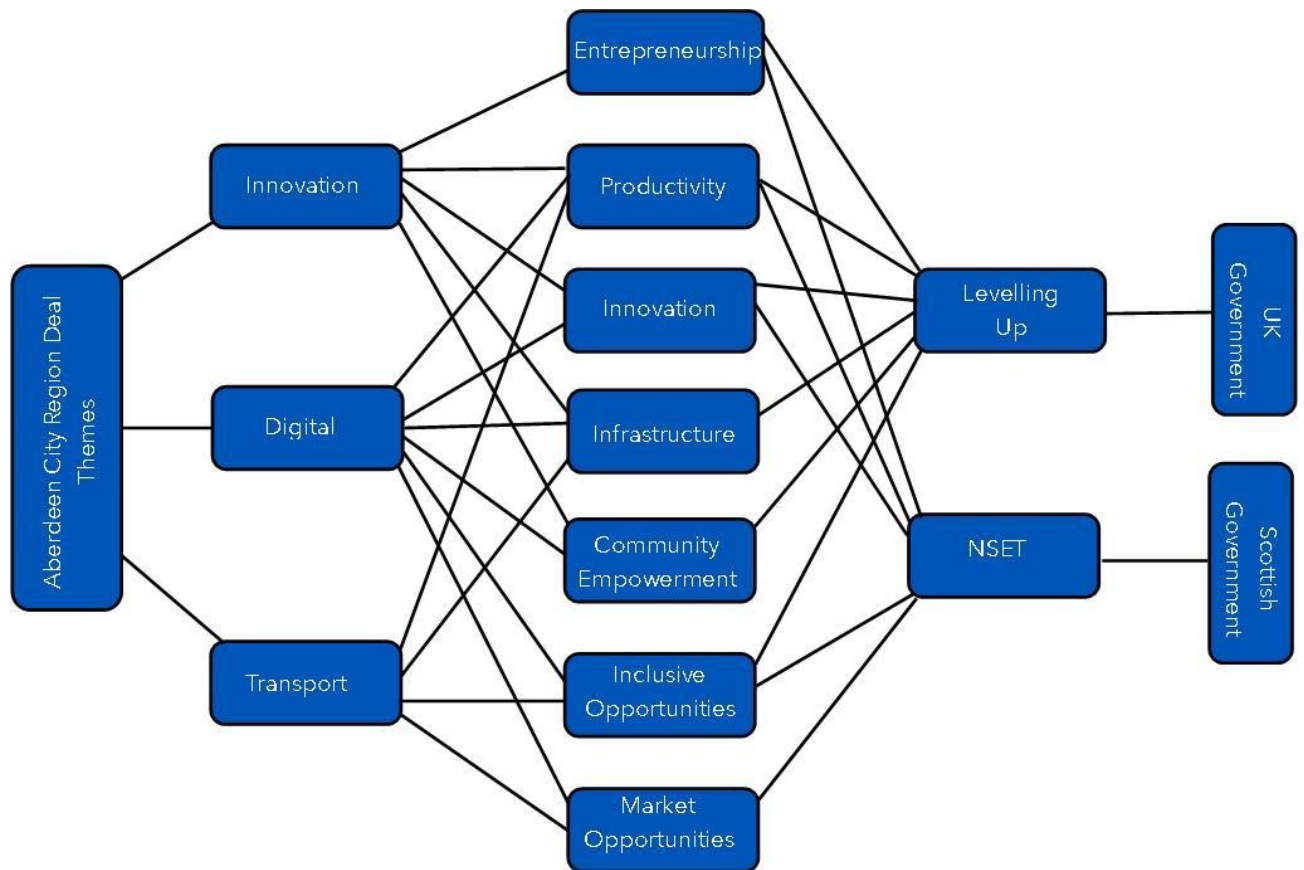 Aberdeen City Region Deal
Themes
Innovation
Digital
Transport
Entrepreneurship
Productivity
Innovation
Infrastructure
Community
Empowerment
Inclusive
Opportunities
Market
Opportunities
Levelling
Up
NSET
UK
Government
Scottish
Government